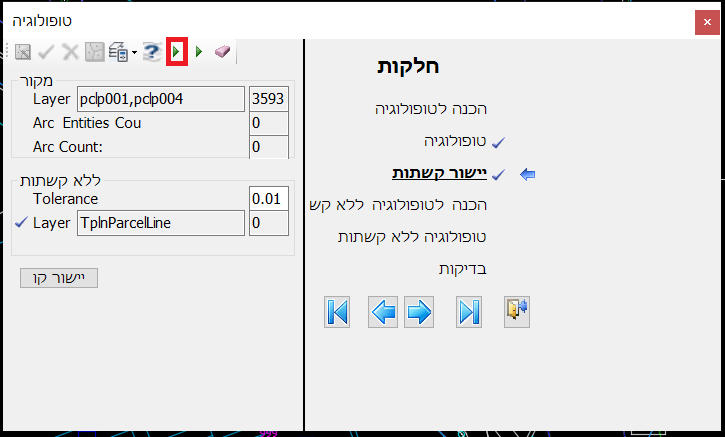 טופולוגיה
מקור
Layer pclp001,pclp004 3593
Arc Entities Cou 0
Arc Count: 0
ללא קשתות
Tolerance 0.01
Layer TplnParcelLine 0
יישור קו
חלקות
הכנה לטופולוגיה
טופולוגיה
יישור קשתות
הכנה לטופולוגיה ללא קש
טופולוגיה ללא קשתות
בדיקות